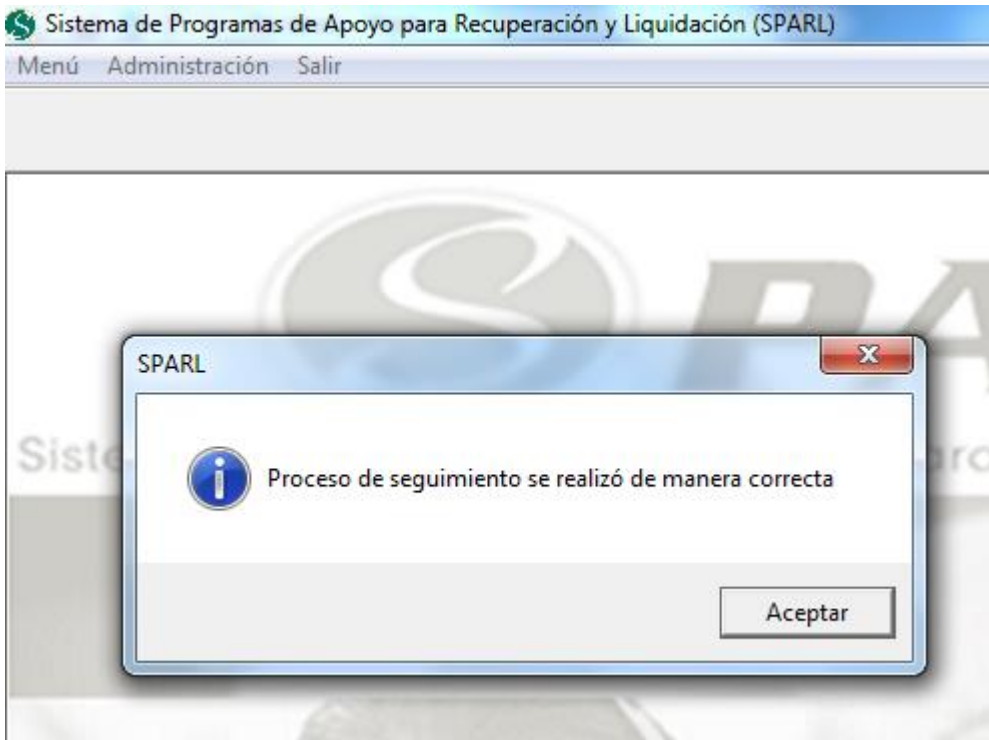 Sistema de Programas de Apoyo para Recuperación y Liquidación (SPARL)
Menú Administración Salir
SPARL
Proceso de seguimiento se realizó de manera correcta
Aceptar